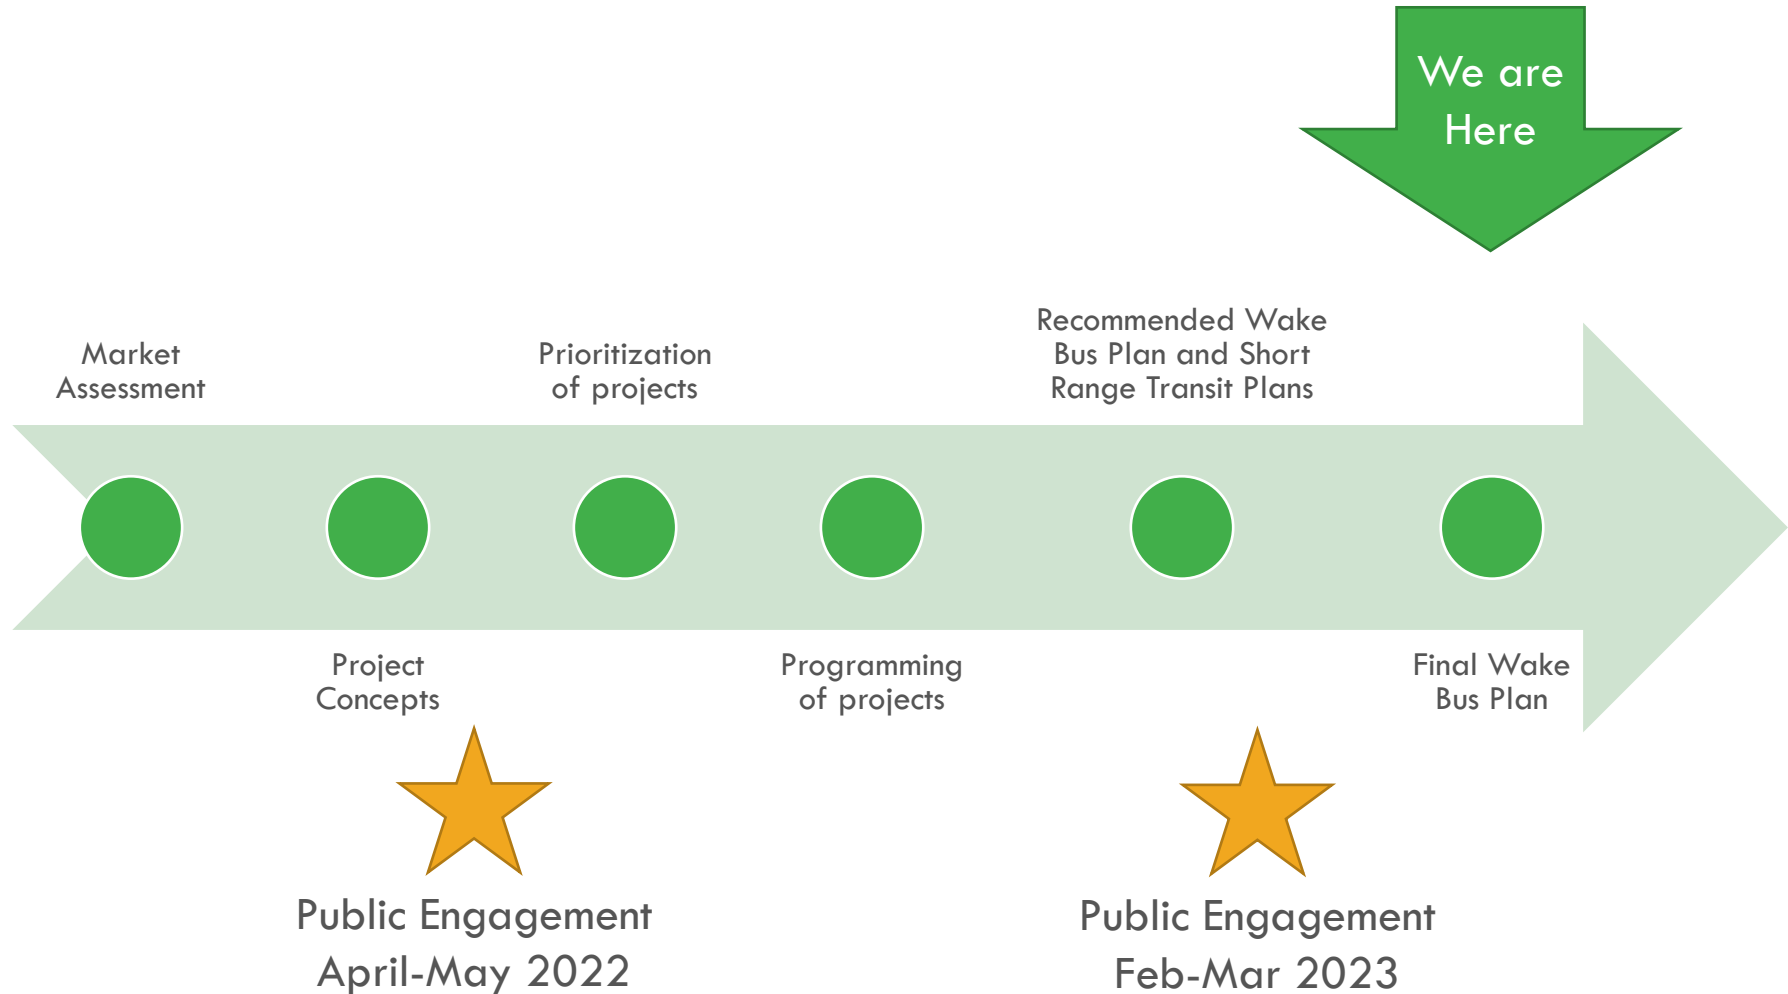 We are
Here
Market
Assessment
Prioritization
of projects
Recommended Wake
Bus Plan and Short
Range Transit Plans
Project
Concepts
Programming
of projects
Final Wake
Bus Plan
Public Engagement
April-May 2022
Public Engagement
Feb-Mar 2023